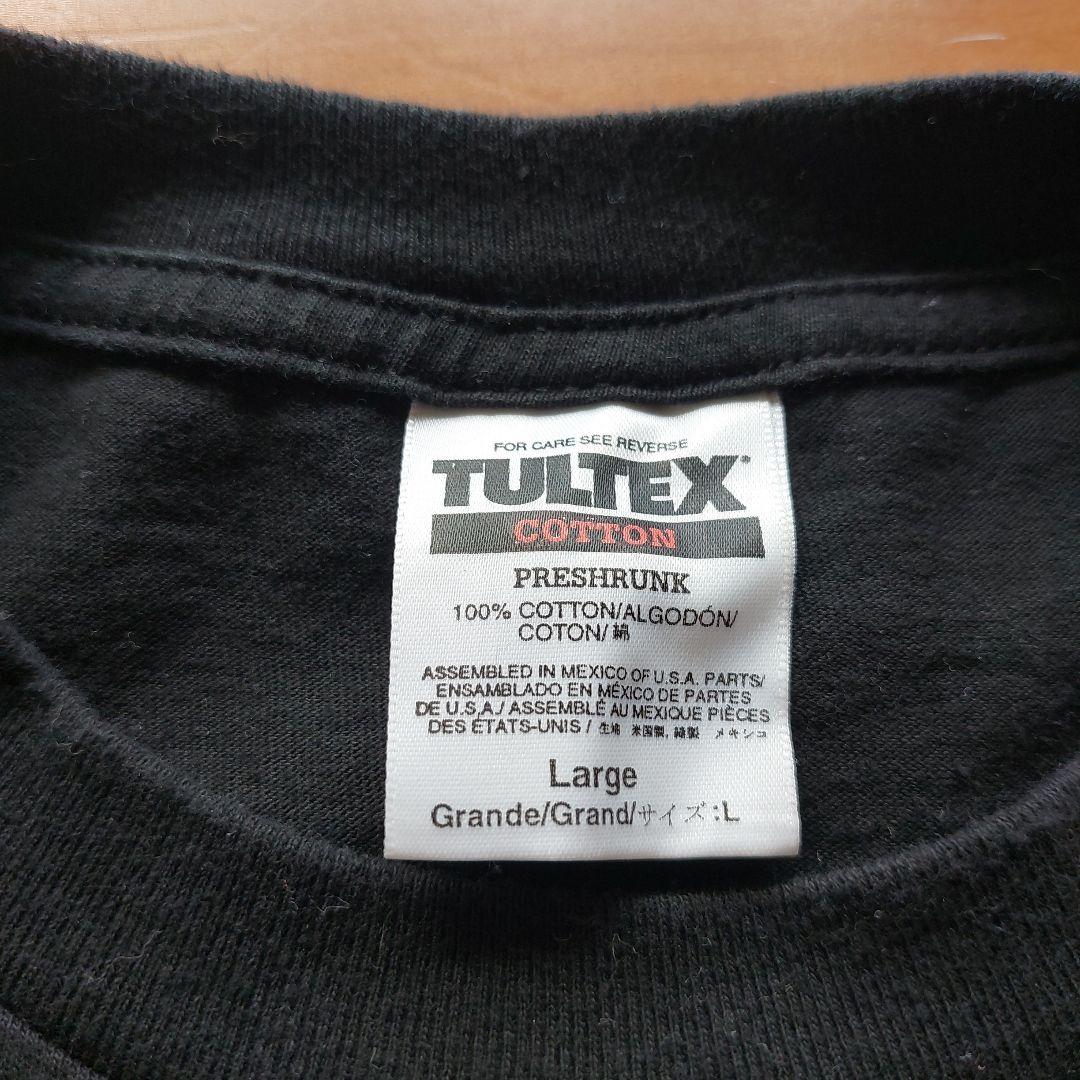 FOR CARE SEE REVERSE
TULTEX®
COTTON
PRESHRUNK
100% COTTON/ALGODÓN/
COTON/綿
ASSEMBLED IN MEXICO OF U.S.A. PARTS/
ENSAMBLADO EN MÉXICO DE PARTES
DE U.S.A./ ASSEMBLÉ AU MEXIQUE PIÈCES
DES ÉTATS-UNIS / 生地 米国製, 縫製 メキシコ
Large
Grande/Grand/サイズ:L